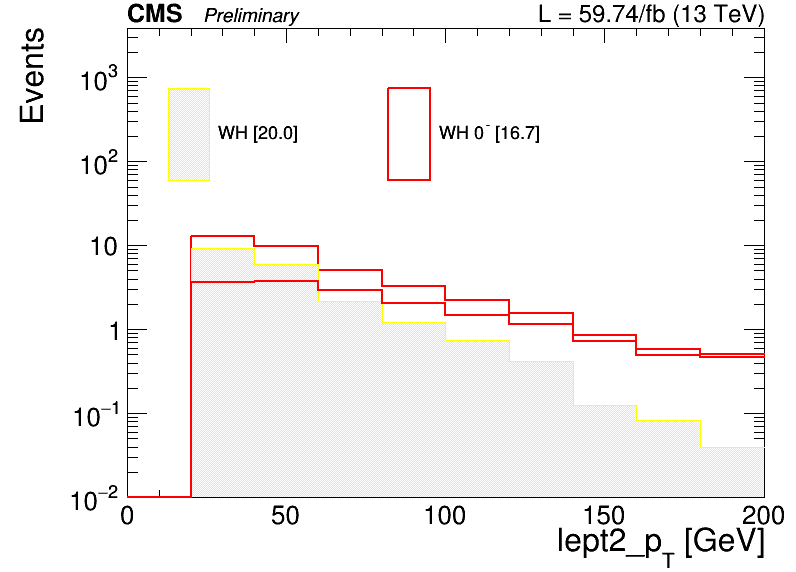 CMS Preliminary L = 59.74/fb (13 TeV)
Events
10³
10²
10
1
10⁻¹
10⁻²
WH [20.0]
WH 0⁻ [16.7]
0 50 100 150 200
lept2_p_T [GeV]